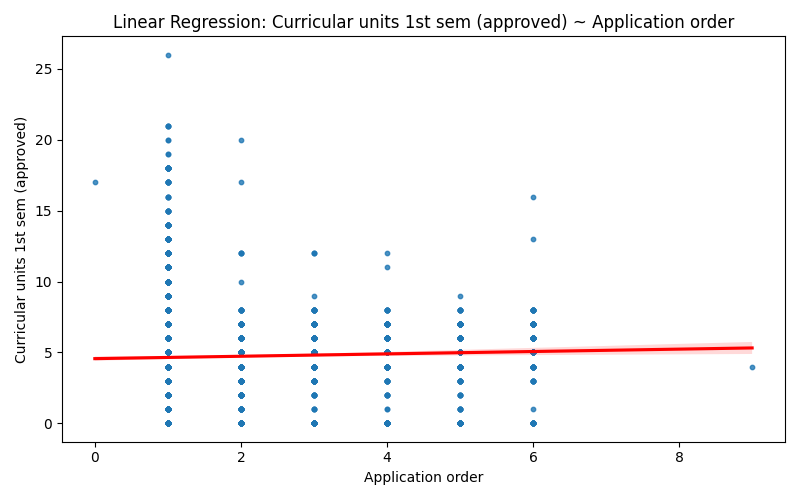 Linear Regression: Curricular units 1st sem (approved) ~ Application order
Curricular units 1st sem (approved)
25
20
15
10
5
0
0 2 4 6 8
Application order